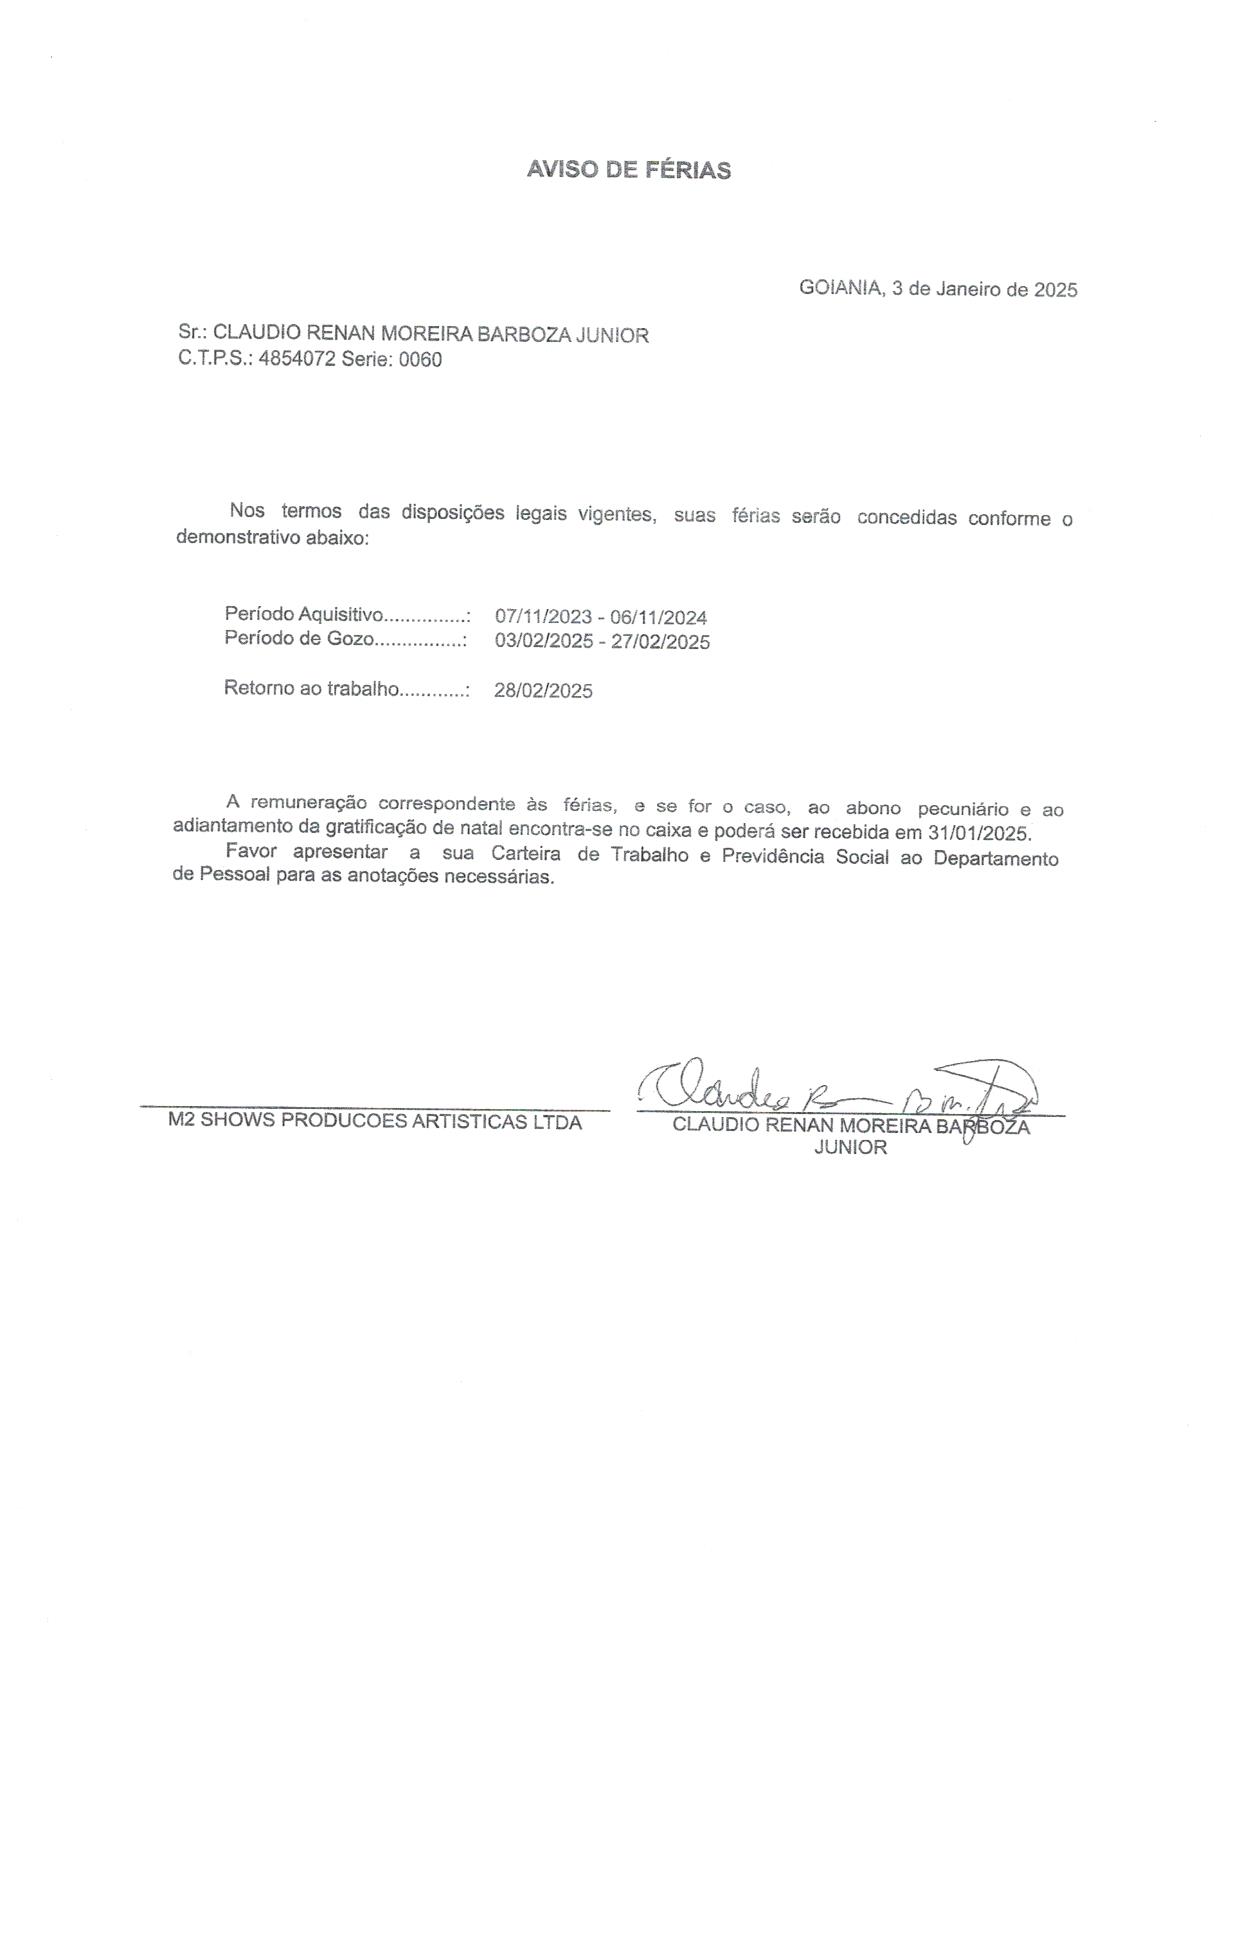 AVISO DE FÉRIAS
GOIANIA, 3 de Janeiro de 2025
Sr.: CLAUDIO RENAN MOREIRA BARBOZA JUNIOR
C.T.P.S.: 4854072 Serie: 0060
Nos termos das disposições legais vigentes, suas férias serão concedidas conforme o
demonstrativo abaixo:
Período Aquisitivo...............: 07/11/2023 - 06/11/2024
Período de Gozo................: 03/02/2025 - 27/02/2025
Retorno ao trabalho............: 28/02/2025
A remuneração correspondente às férias, e se for o caso, ao abono pecuniário e ao
adiantamento da gratificação de natal encontra-se no caixa e poderá ser recebida em 31/01/2025.
Favor apresentar a sua Carteira de Trabalho e Previdência Social ao Departamento
de Pessoal para as anotações necessárias.
M2 SHOWS PRODUCOES ARTISTICAS LTDA
CLAUDIO RENAN MOREIRA BARBOZA
JUNIOR